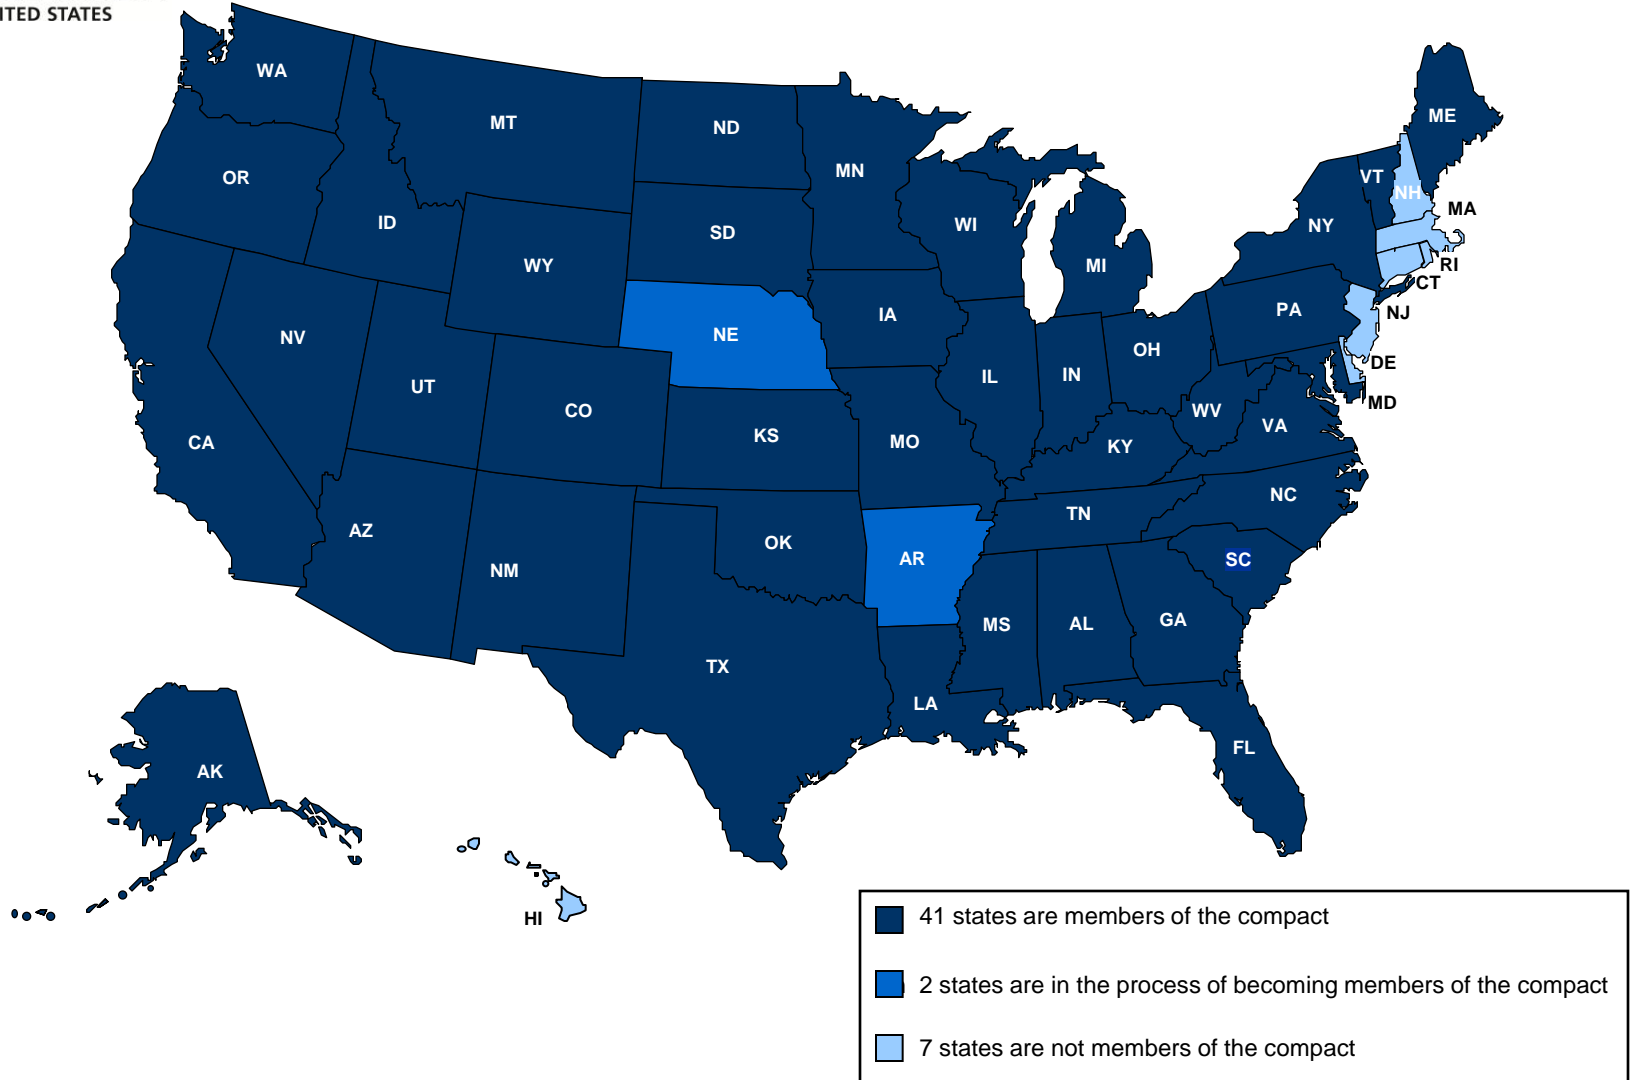 ITED STATES
WA
MT
ND
MN
ME
OR
ID
SD
WI
MI
NY
VT
NH
MA
RI
CT
WY
NE
IA
PA
NJ
NV
UT
CO
KS
MO
IL
IN
OH
WV
VA
DE
MD
CA
KY
AZ
NM
OK
AR
TN
NC
SC
TX
MS
AL
GA
LA
FL
AK
HI
41 states are members of the compact
2 states are in the process of becoming members of the compact
7 states are not members of the compact